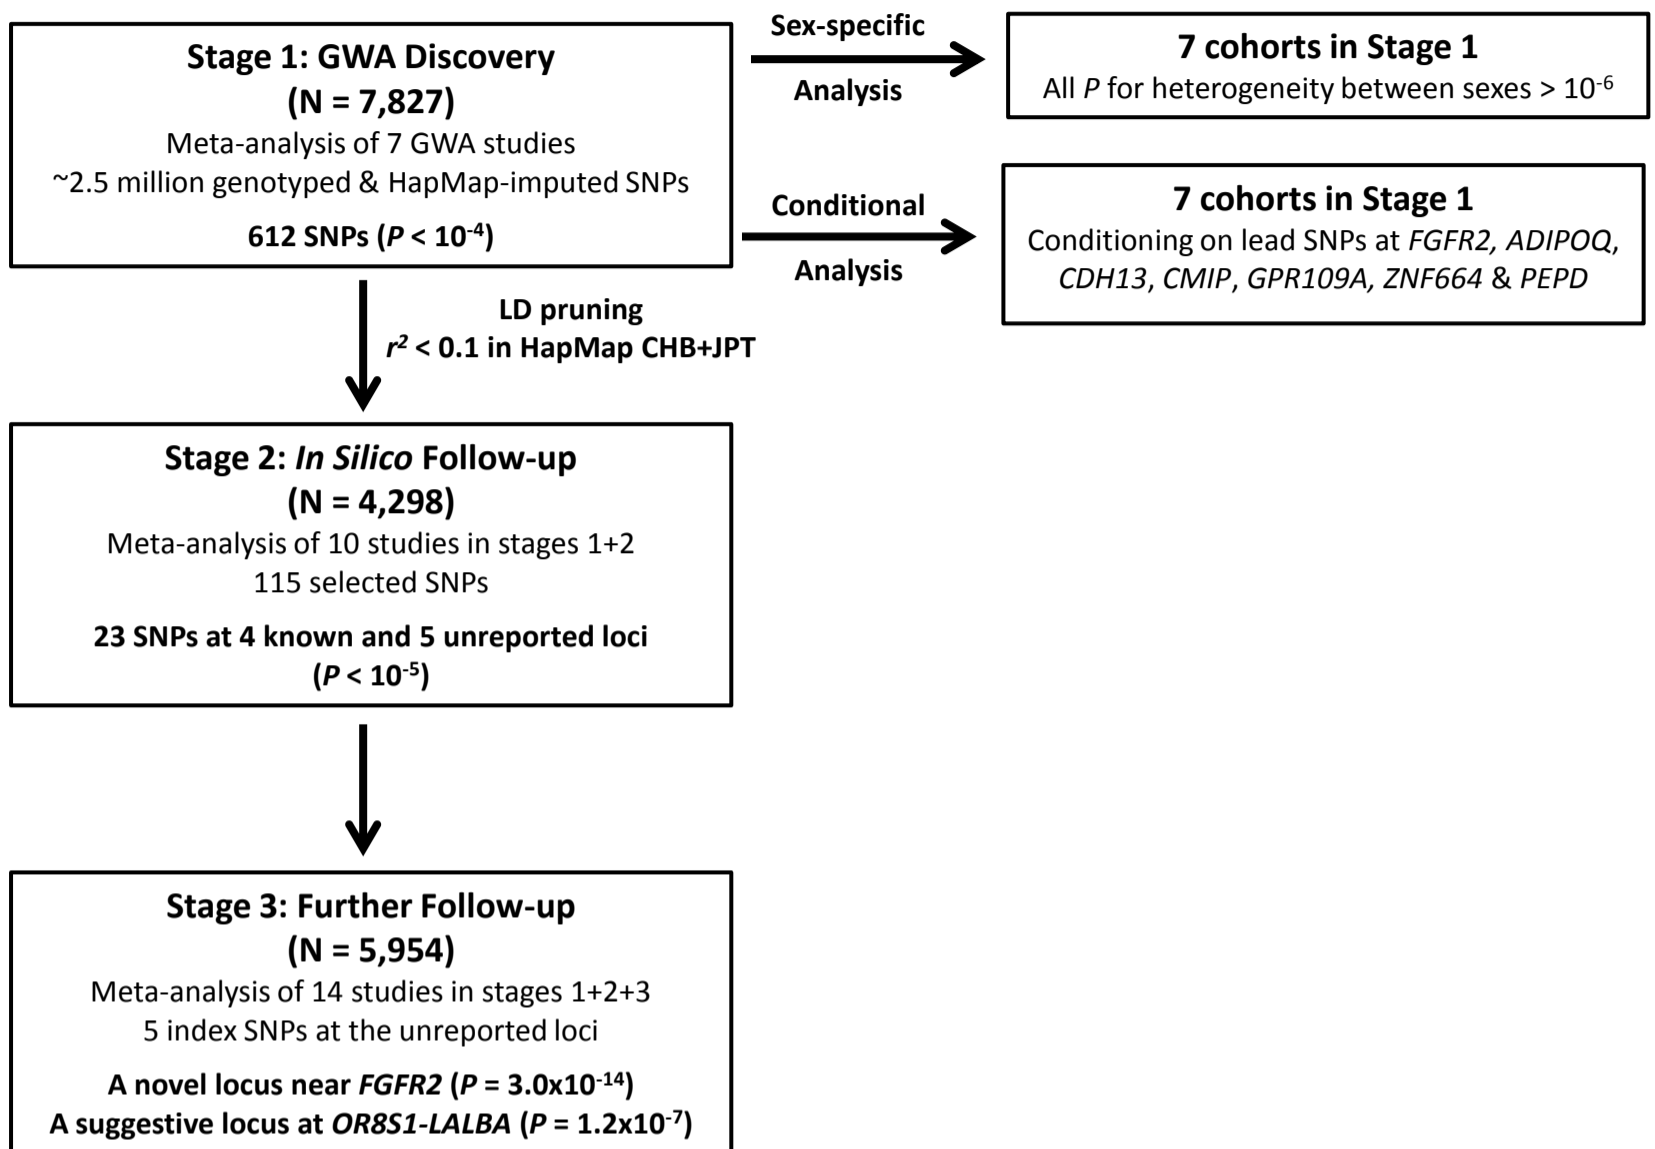 Stage 1: GWA Discovery
(N = 7,827)
Meta-analysis of 7 GWA studies
~2.5 million genotyped & HapMap-imputed SNPs
612 SNPs (P < 10⁻⁴)
Sex-specific
Analysis
7 cohorts in Stage 1
All P for heterogeneity between sexes > 10⁻⁶
Conditional
Analysis
7 cohorts in Stage 1
Conditioning on lead SNPs at FGFR2, ADIPOQ,
CDH13, CMIP, GPR109A, ZNF664 & PEPD
LD pruning
r² < 0.1 in HapMap CHB+JPT
Stage 2: In Silico Follow-up
(N = 4,298)
Meta-analysis of 10 studies in stages 1+2
115 selected SNPs
23 SNPs at 4 known and 5 unreported loci
(P < 10⁻⁵)
Stage 3: Further Follow-up
(N = 5,954)
Meta-analysis of 14 studies in stages 1+2+3
5 index SNPs at the unreported loci
A novel locus near FGFR2 (P = 3.0x10⁻¹⁴)
A suggestive locus at OR8S1-LALBA (P = 1.2x10⁻⁷)